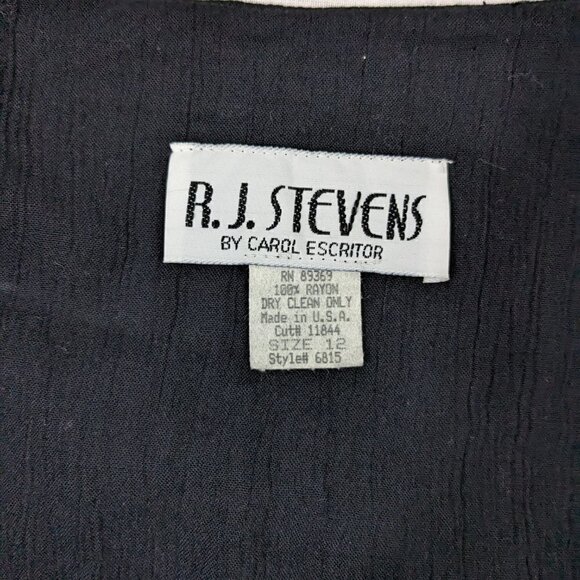 R.J. STEVENS
BY CAROL ESCRITOR
RN 89369
100% RAYON
DRY CLEAN ONLY
Made in U.S.A.
Cut# 11844
SIZE 12
Style# 6815